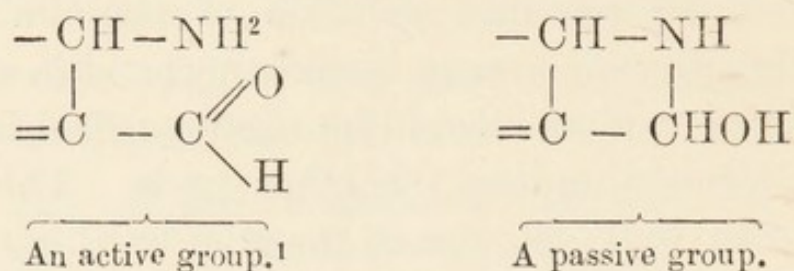 –CH–NH² –CH–NH
=C – C O =C – CHOH
H
An active group.¹ A passive group.